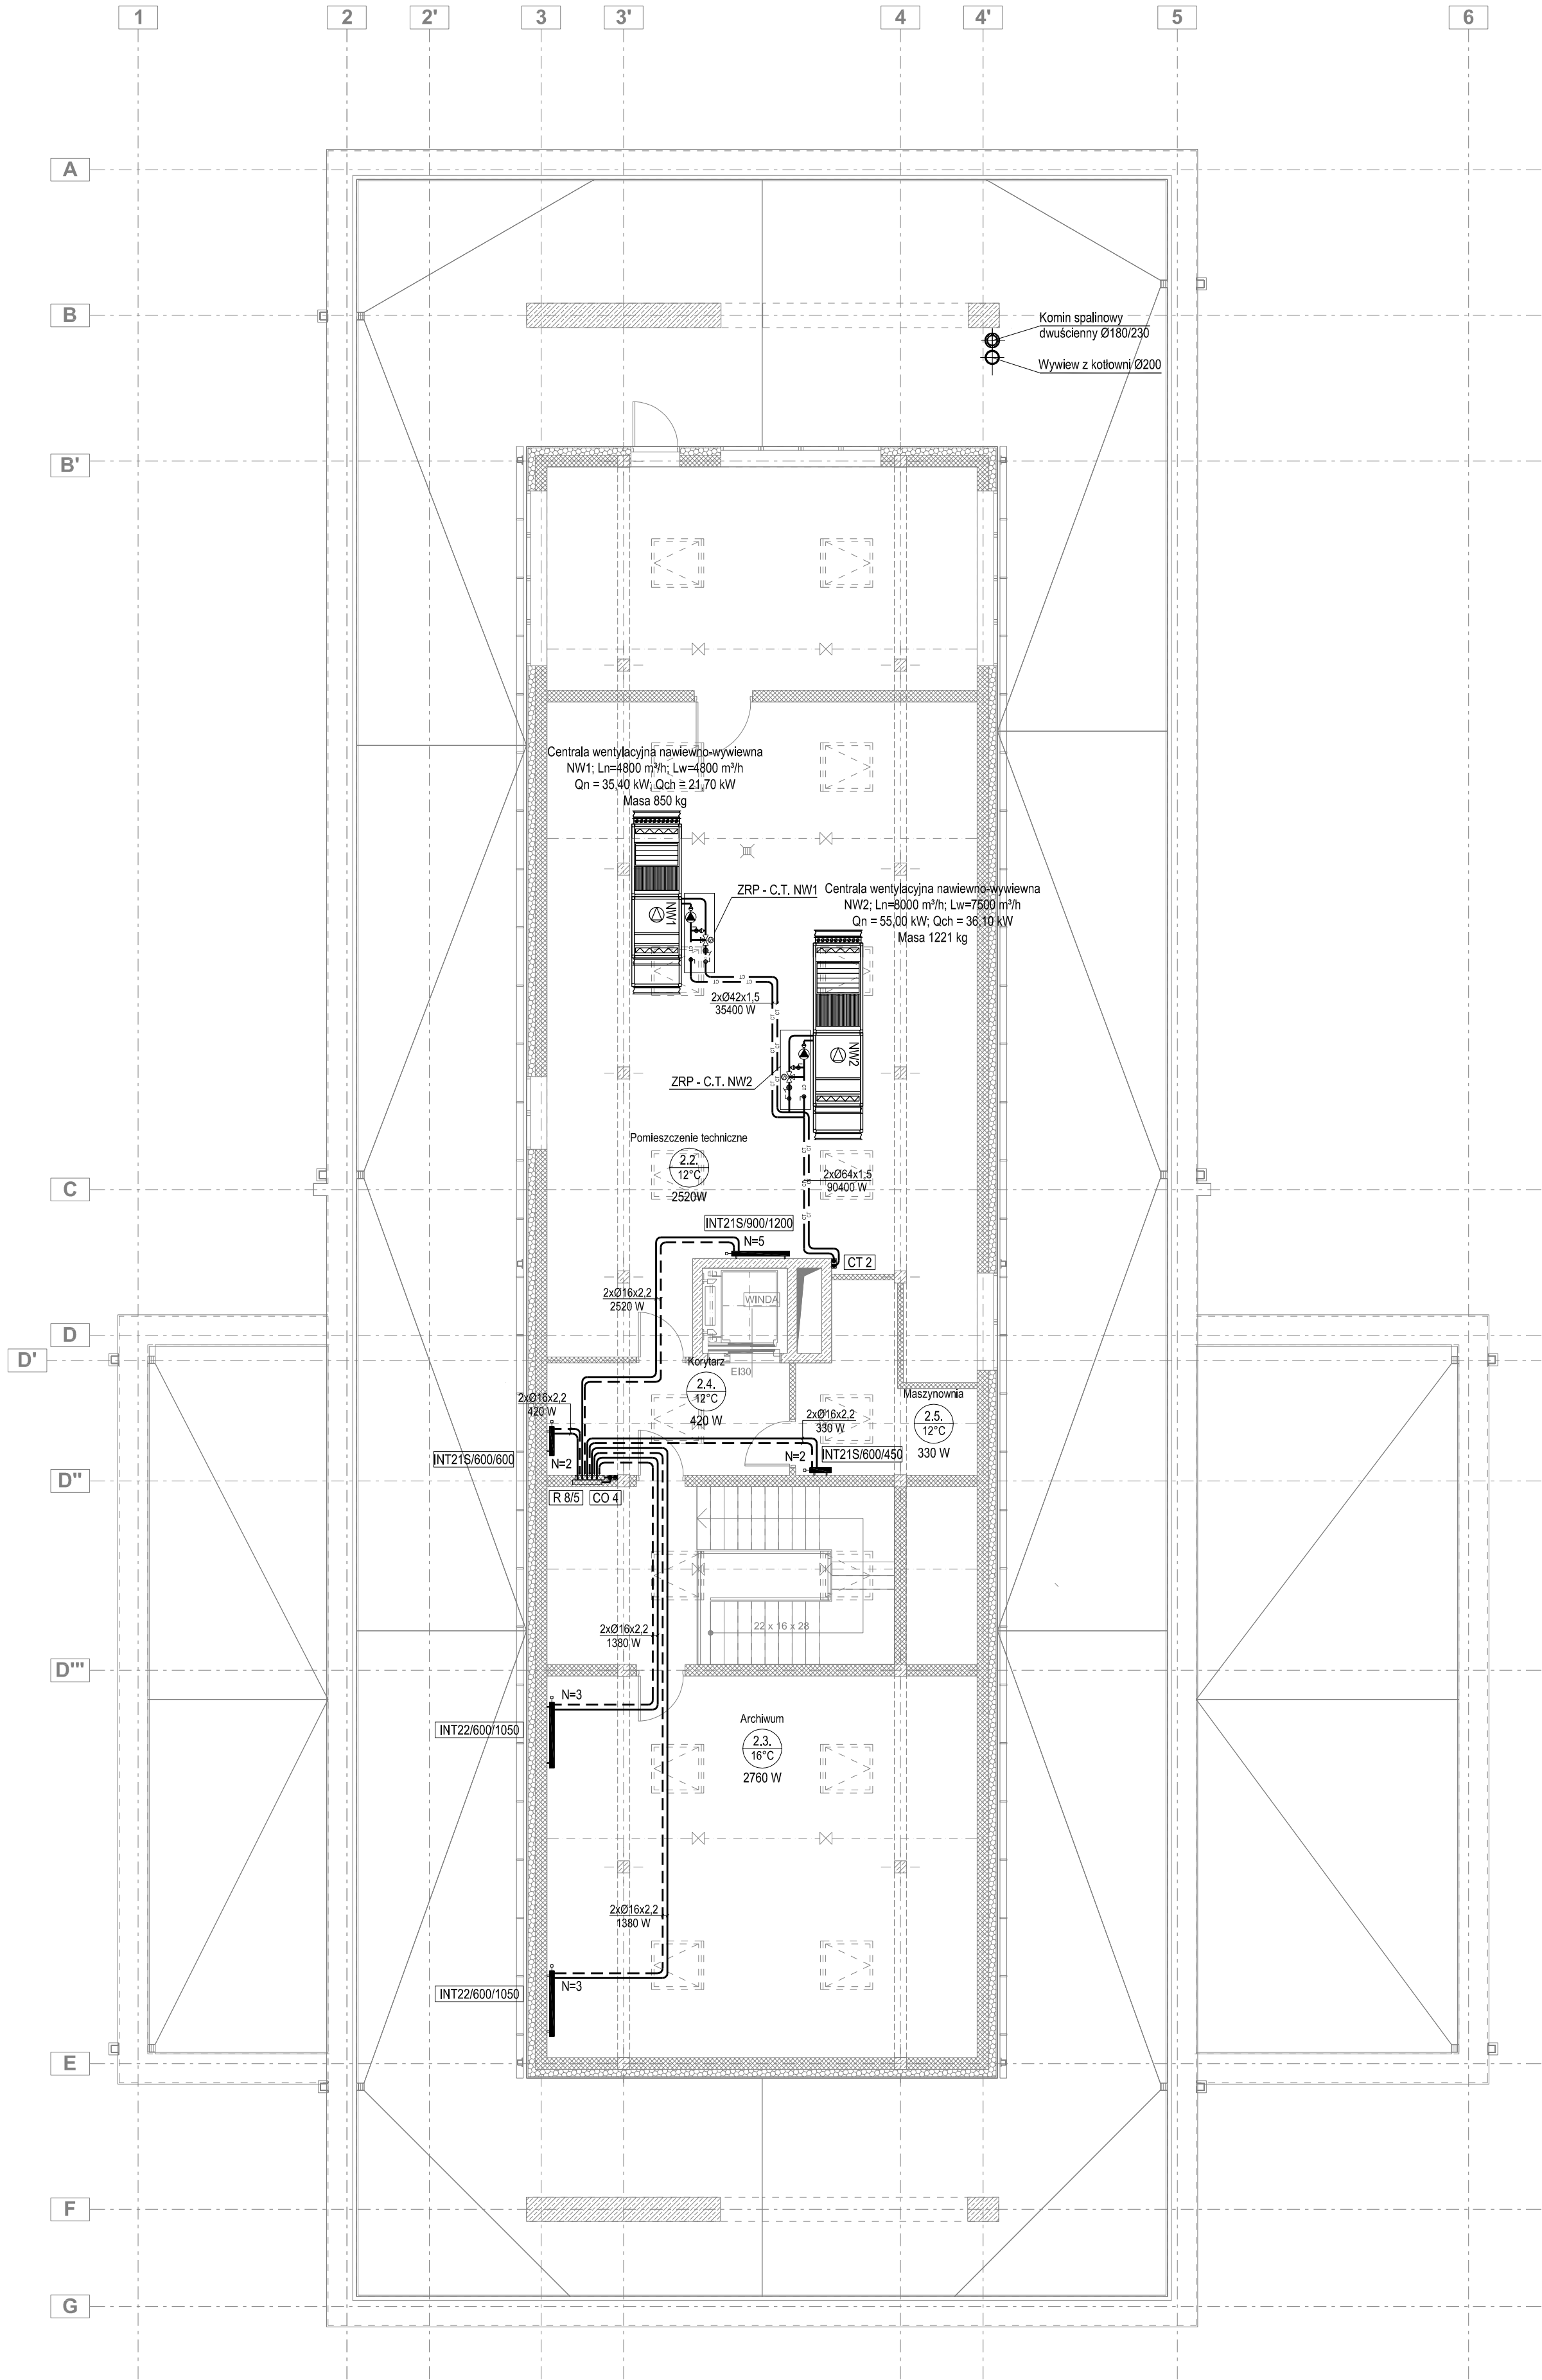 1
2
2'
3
3'
4
4'
5
6
A
B
Komin spalinowy
dwuścienny Ø180/230
Wywiew z kotłowni Ø200
B'
Centrala wentylacyjna nawiewno-wywiewna
NW1; Ln=4800 m³/h; Lw=4800 m³/h
Qn = 35,40 kW; Qch = 21,70 kW
Masa 850 kg
NW1
ZRP - C.T. NW1
Centrala wentylacyjna nawiewno-wywiewna
NW2; Ln=8000 m³/h; Lw=7500 m³/h
Qn = 55,00 kW; Qch = 36,10 kW
Masa 1221 kg
2xØ42x1,5
35400 W
NW2
ZRP - C.T. NW2
Pomieszczenie techniczne
2.2.
12°C
2520W
2xØ64x1,5
90400 W
C
INT21S/900/1200
N=5
CT 2
2xØ16x2,2
2520 W
WINDA
D
D'
EI30
Korytarz
2.4.
12°C
420 W
2xØ16x2,2
420 W
Maszynownia
2.5.
12°C
330 W
2xØ16x2,2
330 W
INT21S/600/600
N=2
N=2
INT21S/600/450
D''
R 8/5
CO 4
22 x 16 x 28
2xØ16x2,2
1380 W
D'''
N=3
INT22/600/1050
Archiwum
2.3.
16°C
2760 W
2xØ16x2,2
1380 W
N=3
INT22/600/1050
E
F
G